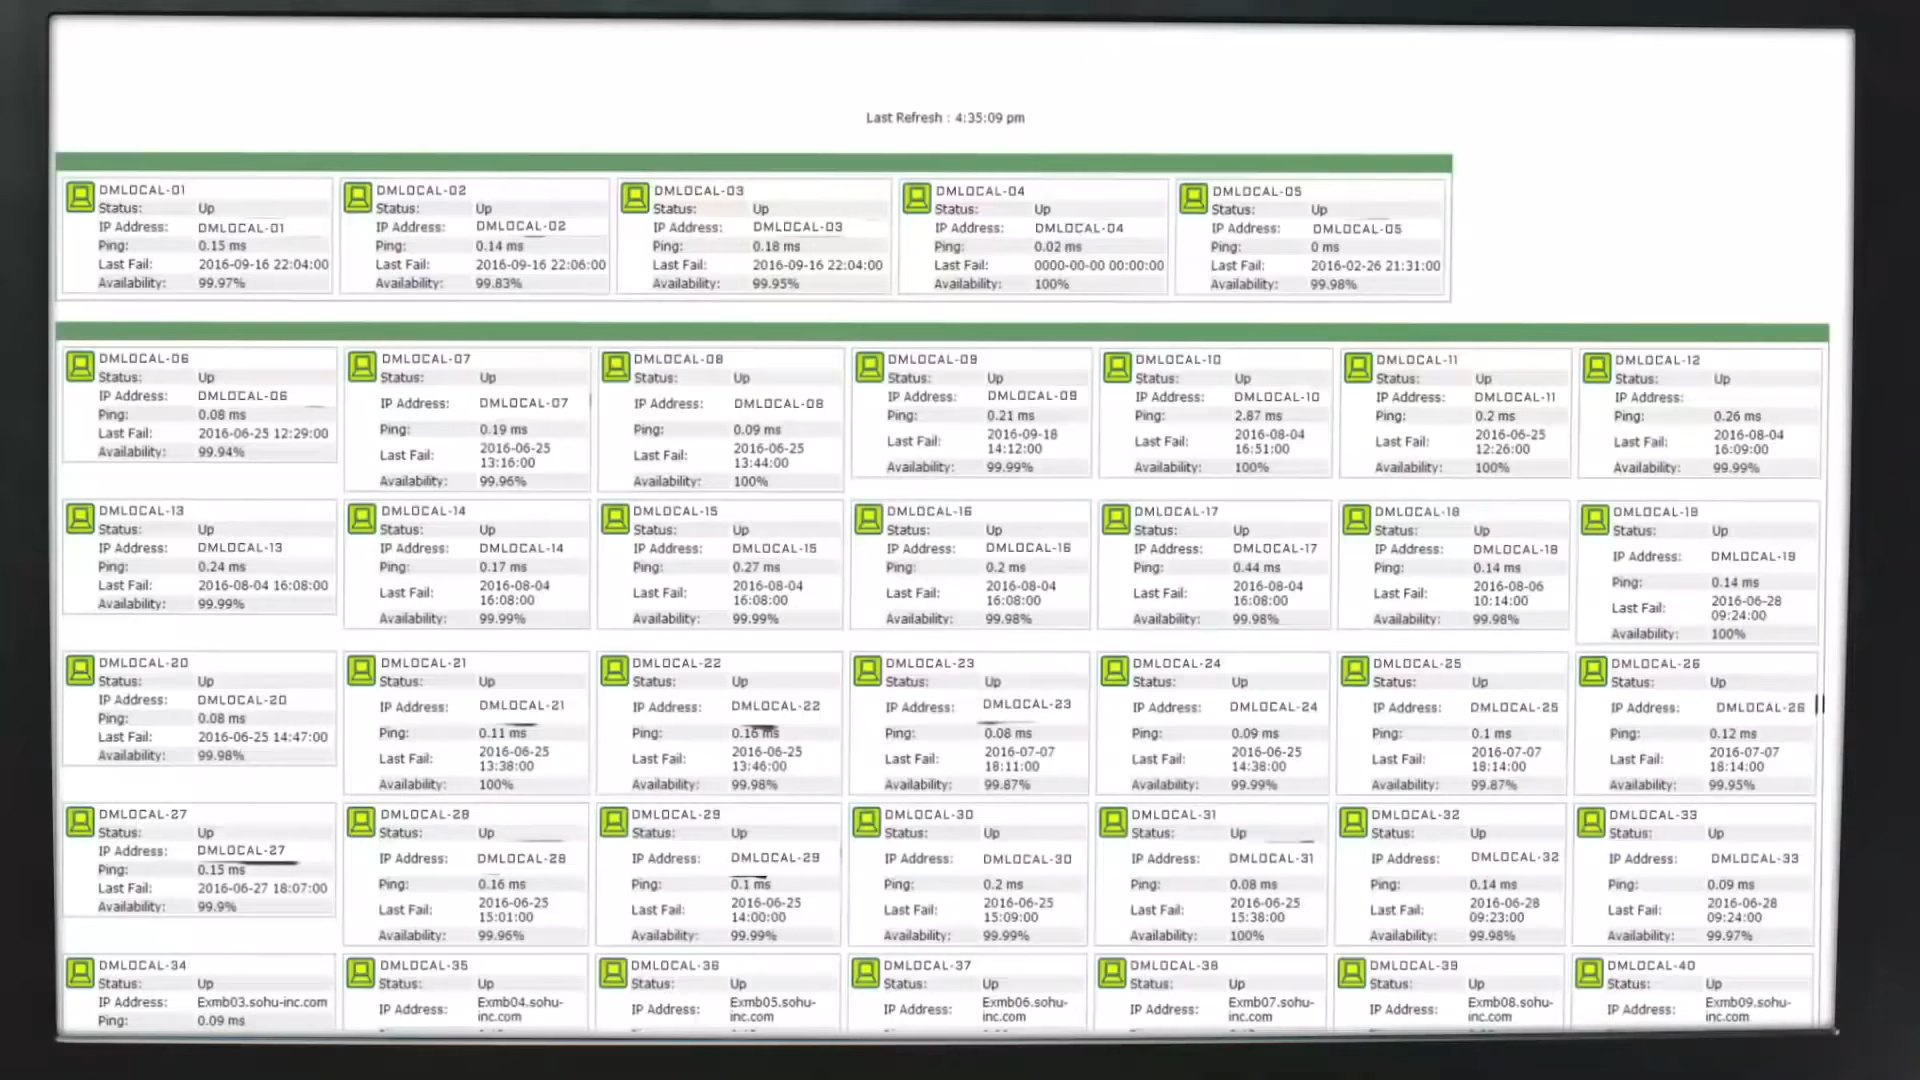 Last Refresh : 4:35:09 pm
DMLOCAL-01
Status: Up
IP Address: DMLOCAL-01
Ping: 0.15 ms
Last Fail: 2016-09-16 22:04:00
Availability: 99.97%
DMLOCAL-02
Status: Up
IP Address: DMLOCAL-02
Ping: 0.14 ms
Last Fail: 2016-09-16 22:06:00
Availability: 99.83%
DMLOCAL-03
Status: Up
IP Address: DMLOCAL-03
Ping: 0.18 ms
Last Fail: 2016-09-16 22:04:00
Availability: 99.95%
DMLOCAL-04
Status: Up
IP Address: DMLOCAL-04
Ping: 0.02 ms
Last Fail: 0000-00-00 00:00:00
Availability: 100%
DMLOCAL-05
Status: Up
IP Address: DMLOCAL-05
Ping: 0 ms
Last Fail: 2016-02-26 21:31:00
Availability: 99.98%
DMLOCAL-06
Status: Up
IP Address: DMLOCAL-06
Ping: 0.08 ms
Last Fail: 2016-06-25 12:29:00
Availability: 99.94%
DMLOCAL-07
Status: Up
IP Address: DMLOCAL-07
Ping: 0.19 ms
Last Fail: 2016-06-25
13:16:00
Availability: 99.96%
DMLOCAL-08
Status: Up
IP Address: DMLOCAL-08
Ping: 0.09 ms
Last Fail: 2016-06-25
13:44:00
Availability: 100%
DMLOCAL-09
Status: Up
IP Address: DMLOCAL-09
Ping: 0.21 ms
Last Fail: 2016-09-18
14:12:00
Availability: 99.99%
DMLOCAL-10
Status: Up
IP Address: DMLOCAL-10
Ping: 2.87 ms
Last Fail: 2016-08-04
16:51:00
Availability: 100%
DMLOCAL-11
Status: Up
IP Address: DMLOCAL-11
Ping: 0.2 ms
Last Fail: 2016-06-25
12:26:00
Availability: 100%
DMLOCAL-12
Status: Up
IP Address:
Ping: 0.26 ms
Last Fail: 2016-08-04
16:09:00
Availability: 99.99%
DMLOCAL-13
Status: Up
IP Address: DMLOCAL-13
Ping: 0.24 ms
Last Fail: 2016-08-04 16:08:00
Availability: 99.99%
DMLOCAL-14
Status: Up
IP Address: DMLOCAL-14
Ping: 0.17 ms
Last Fail: 2016-08-04
16:08:00
Availability: 99.99%
DMLOCAL-15
Status: Up
IP Address: DMLOCAL-15
Ping: 0.27 ms
Last Fail: 2016-08-04
16:08:00
Availability: 99.99%
DMLOCAL-16
Status: Up
IP Address: DMLOCAL-16
Ping: 0.2 ms
Last Fail: 2016-08-04
16:08:00
Availability: 99.98%
DMLOCAL-17
Status: Up
IP Address: DMLOCAL-17
Ping: 0.44 ms
Last Fail: 2016-08-04
16:08:00
Availability: 99.98%
DMLOCAL-18
Status: Up
IP Address: DMLOCAL-18
Ping: 0.14 ms
Last Fail: 2016-08-06
10:14:00
Availability: 99.98%
DMLOCAL-19
Status: Up
IP Address: DMLOCAL-19
Ping: 0.14 ms
Last Fail: 2016-06-28
09:24:00
Availability: 100%
DMLOCAL-20
Status: Up
IP Address: DMLOCAL-20
Ping: 0.08 ms
Last Fail: 2016-06-25 14:47:00
Availability: 99.98%
DMLOCAL-21
Status: Up
IP Address: DMLOCAL-21
Ping: 0.11 ms
Last Fail: 2016-06-25
13:38:00
Availability: 100%
DMLOCAL-22
Status: Up
IP Address: DMLOCAL-22
Ping: 0.16 ms
Last Fail: 2016-06-25
13:46:00
Availability: 99.98%
DMLOCAL-23
Status: Up
IP Address: DMLOCAL-23
Ping: 0.08 ms
Last Fail: 2016-07-07
18:11:00
Availability: 99.87%
DMLOCAL-24
Status: Up
IP Address: DMLOCAL-24
Ping: 0.09 ms
Last Fail: 2016-06-25
14:38:00
Availability: 99.99%
DMLOCAL-25
Status: Up
IP Address: DMLOCAL-25
Ping: 0.1 ms
Last Fail: 2016-07-07
18:14:00
Availability: 99.87%
DMLOCAL-26
Status: Up
IP Address: DMLOCAL-26
Ping: 0.12 ms
Last Fail: 2016-07-07
18:14:00
Availability: 99.95%
DMLOCAL-27
Status: Up
IP Address: DMLOCAL-27
Ping: 0.15 ms
Last Fail: 2016-06-27 18:07:00
Availability: 99.9%
DMLOCAL-28
Status: Up
IP Address: DMLOCAL-28
Ping: 0.16 ms
Last Fail: 2016-06-25
15:01:00
Availability: 99.96%
DMLOCAL-29
Status: Up
IP Address: DMLOCAL-29
Ping: 0.1 ms
Last Fail: 2016-06-25
14:00:00
Availability: 99.99%
DMLOCAL-30
Status: Up
IP Address: DMLOCAL-30
Ping: 0.2 ms
Last Fail: 2016-06-25
15:09:00
Availability: 99.99%
DMLOCAL-31
Status: Up
IP Address: DMLOCAL-31
Ping: 0.08 ms
Last Fail: 2016-06-25
15:38:00
Availability: 100%
DMLOCAL-32
Status: Up
IP Address: DMLOCAL-32
Ping: 0.14 ms
Last Fail: 2016-06-28
09:23:00
Availability: 99.98%
DMLOCAL-33
Status: Up
IP Address: DMLOCAL-33
Ping: 0.09 ms
Last Fail: 2016-06-28
09:24:00
Availability: 99.97%
DMLOCAL-34
Status: Up
IP Address: Exmb03.sohu-inc.com
Ping: 0.09 ms
DMLOCAL-35
Status: Up
IP Address: Exmb04.sohu-
inc.com
DMLOCAL-36
Status: Up
IP Address: Exmb05.sohu-
inc.com
DMLOCAL-37
Status: Up
IP Address: Exmb06.sohu-
inc.com
DMLOCAL-38
Status: Up
IP Address: Exmb07.sohu-
inc.com
DMLOCAL-39
Status: Up
IP Address: Exmb08.sohu-
inc.com
DMLOCAL-40
Status: Up
IP Address: Exmb09.sohu-
inc.com